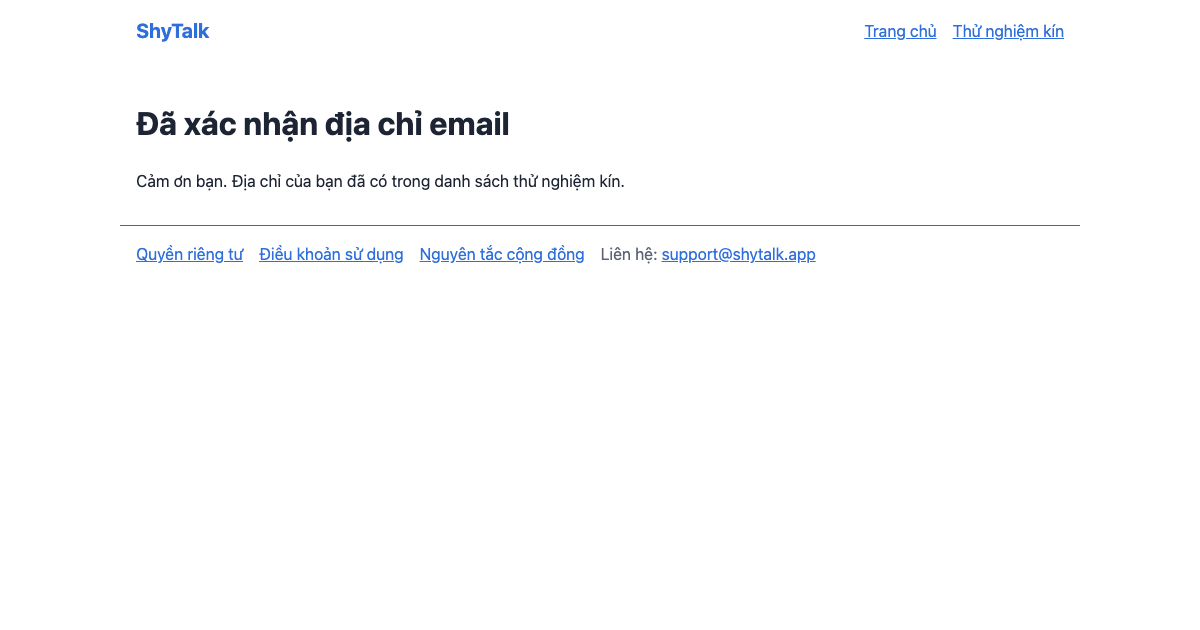 ShyTalk
Trang chủ Thử nghiệm kín
Đã xác nhận địa chỉ email
Cảm ơn bạn. Địa chỉ của bạn đã có trong danh sách thử nghiệm kín.
Quyền riêng tư Điều khoản sử dụng Nguyên tắc cộng đồng Liên hệ: support@shytalk.app